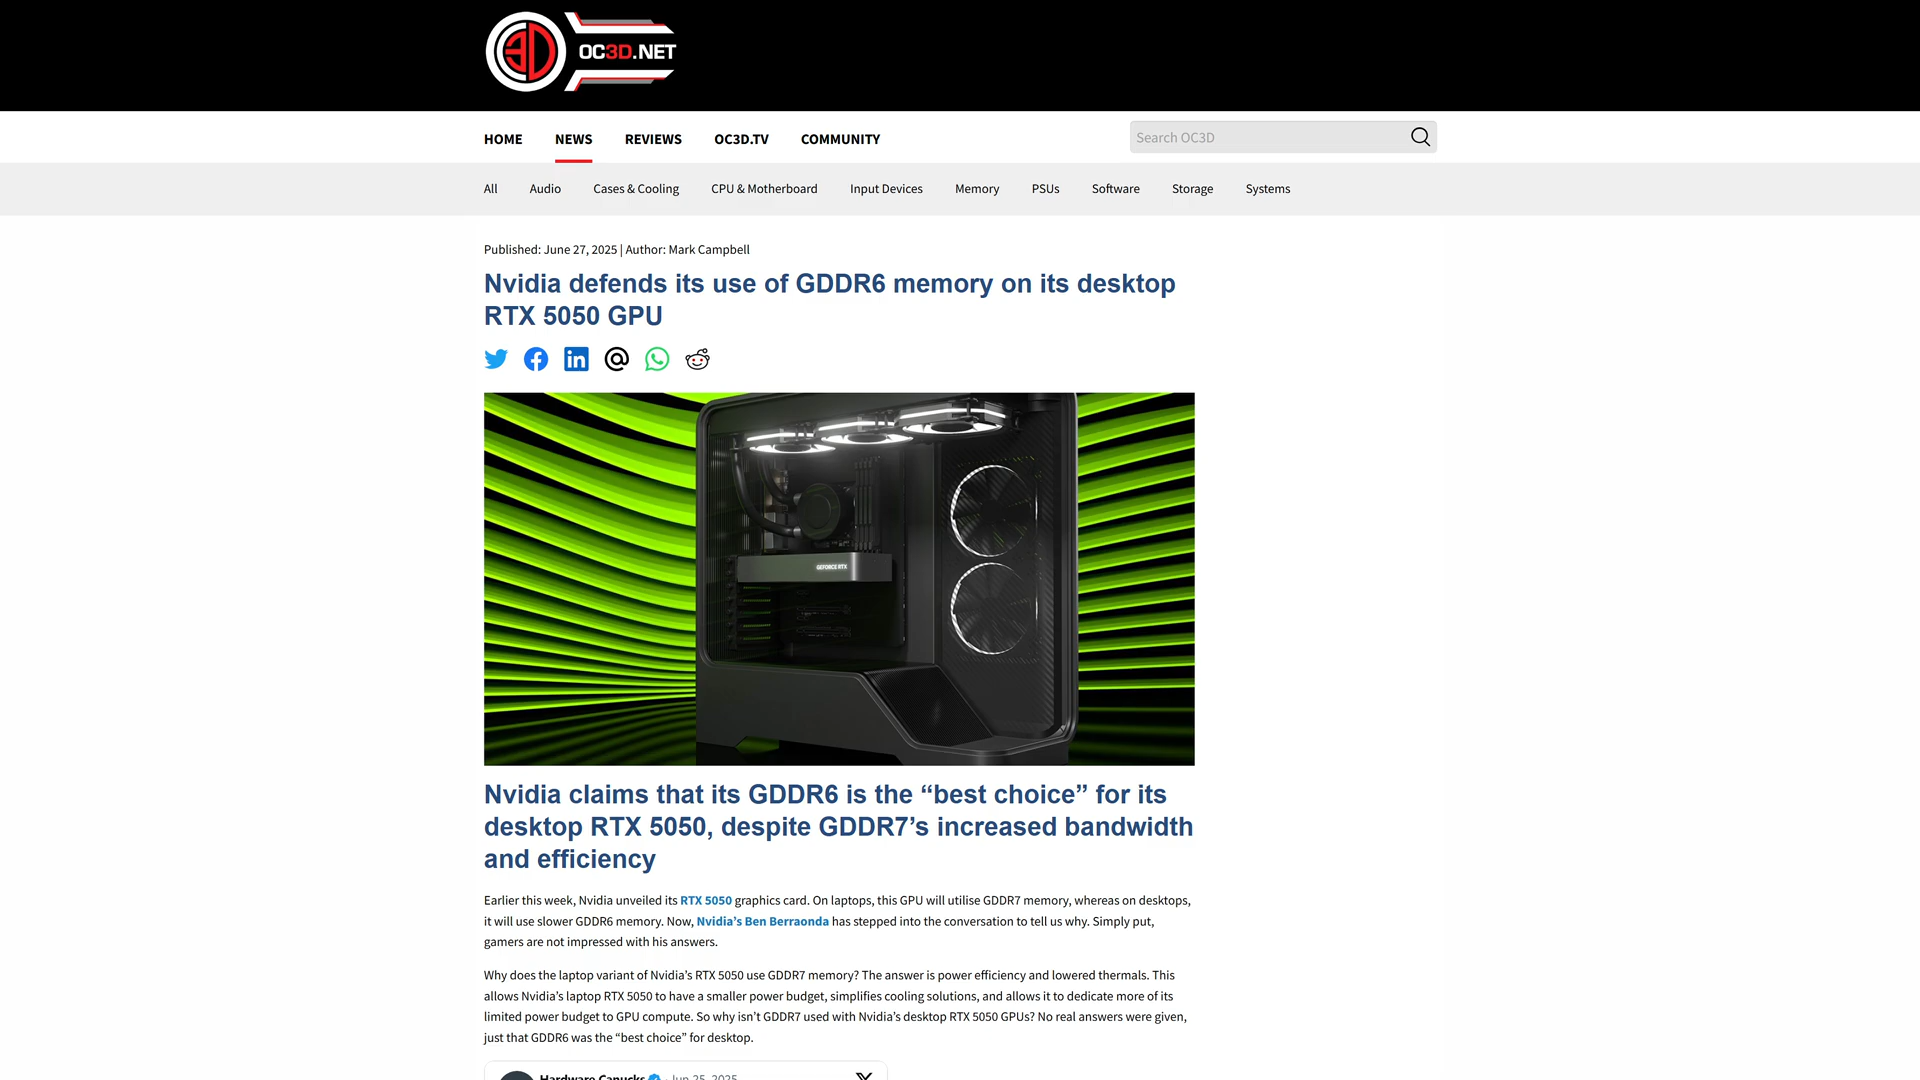 3D OC3D.NET
HOME NEWS REVIEWS OC3D.TV COMMUNITY
Search OC3D
All Audio Cases & Cooling CPU & Motherboard Input Devices Memory PSUs Software Storage Systems
Published: June 27, 2025 | Author: Mark Campbell
Nvidia defends its use of GDDR6 memory on its desktop
RTX 5050 GPU
GEFORCE RTX
Nvidia claims that its GDDR6 is the “best choice” for its
desktop RTX 5050, despite GDDR7’s increased bandwidth
and efficiency
Earlier this week, Nvidia unveiled its RTX 5050 graphics card. On laptops, this GPU will utilise GDDR7 memory, whereas on desktops,
it will use slower GDDR6 memory. Now, Nvidia’s Ben Berraonda has stepped into the conversation to tell us why. Simply put,
gamers are not impressed with his answers.
Why does the laptop variant of Nvidia’s RTX 5050 use GDDR7 memory? The answer is power efficiency and lowered thermals. This
allows Nvidia’s laptop RTX 5050 to have a smaller power budget, simplifies cooling solutions, and allows it to dedicate more of its
limited power budget to GPU compute. So why isn’t GDDR7 used with Nvidia’s desktop RTX 5050 GPUs? No real answers were given,
just that GDDR6 was the “best choice” for desktop.
Hardware Canucks · Jun 25, 2025